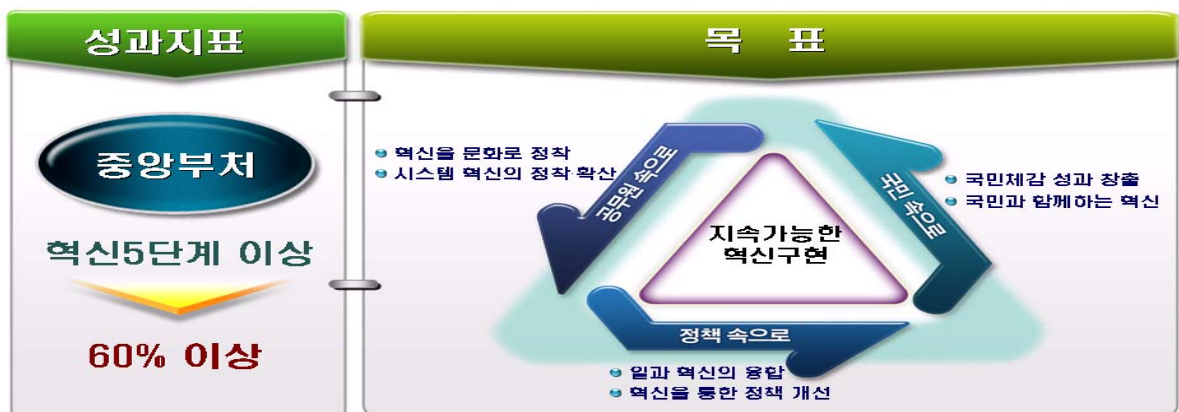 성과지표
중앙부처
혁신5단계 이상
60% 이상
목 표
혁신을 문화로 정착
시스템 혁신의 정착·확산
공무원 속으로
국민 속으로
국민체감 성과 창출
국민과 함께하는 혁신
지속가능한
혁신구현
정책 속으로
일과 혁신의 융합
혁신을 통한 정책 개선